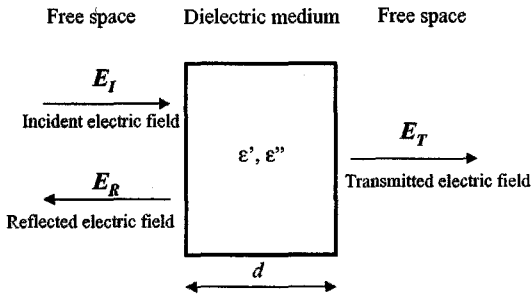 Free space Dielectric medium Free space
E_I
Incident electric field
ε', ε"
E_T
Transmitted electric field
E_R
Reflected electric field
d